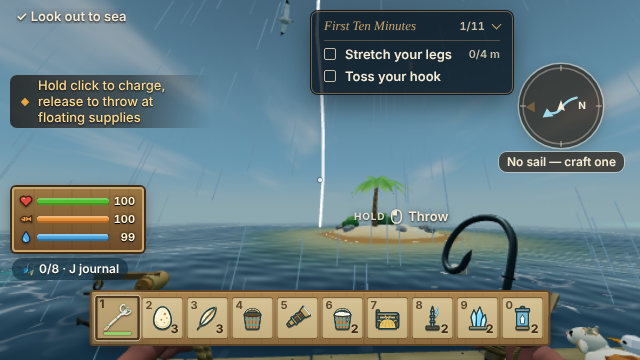 ✓ Look out to sea
First Ten Minutes 1/11
Stretch your legs 0/4 m
Toss your hook
Hold click to charge,
release to throw at
floating supplies
N
No sail — craft one
100
100
99
HOLD Throw
0/8 · J journal
1 2 3 4 5 6 7 8 9 0
3 3 2 2 2 2